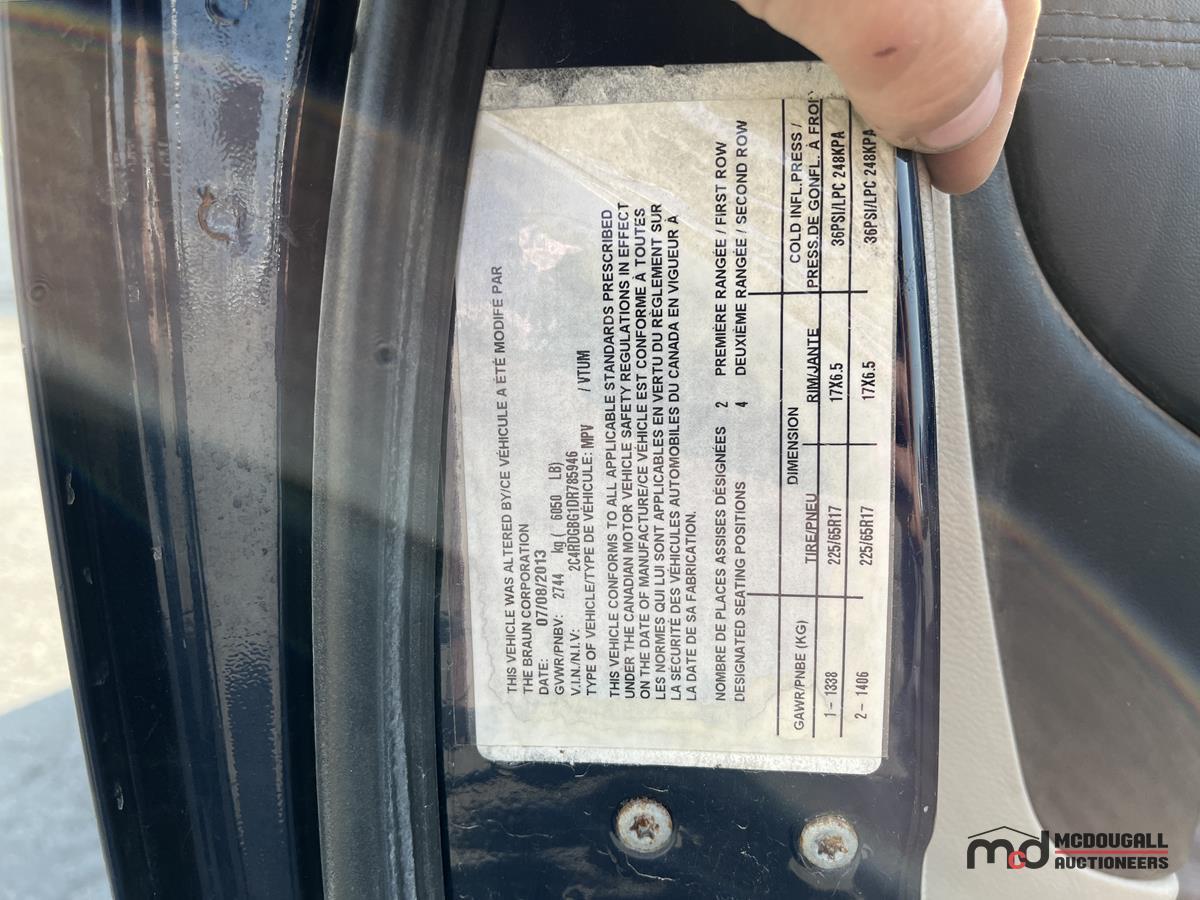 THIS VEHICLE WAS ALTERED BY/CE VÉHICULE A ÉTÉ MODIFÉ PAR
THE BRAUN CORPORATION
DATE: 07/08/2013
GVWR/PNBV: 2744 kg ( 6050 LB)
V.I.N./N.I.V: 2C4RDGBG1DR785946
TYPE OF VEHICLE/TYPE DE VÉHICULE: MPV / VTUM
THIS VEHICLE CONFORMS TO ALL APPLICABLE STANDARDS PRESCRIBED
UNDER THE CANADIAN MOTOR VEHICLE SAFETY REGULATIONS IN EFFECT
ON THE DATE OF MANUFACTURE/CE VÉHICLE EST CONFORME À TOUTES
LES NORMES QUI LUI SONT APPLICABLES EN VERTU DU RÈGLEMENT SUR
LA SÉCURITÉ DES VÉHICULES AUTOMOBILES DU CANADA EN VIGUEUR À
LA DATE DE SA FABRICATION.
NOMBRE DE PLACES ASSISES DÉSIGNÉES 2 PREMIÈRE RANGÉE / FIRST ROW
DESIGNATED SEATING POSITIONS 4 DEUXIÈME RANGÉE / SECOND ROW
DIMENSION COLD INFL.PRESS /
GAWR/PNBE (KG) TIRE/PNEU RIM/JANTE PRESS.DE GONFL. À FROID
1 - 1338 225/65R17 17X6.5 36PSI/LPC 248KPA
2 - 1406 225/65R17 17X6.5 36PSI/LPC 248KPA
mcd MCDOUGALL
AUCTIONEERS